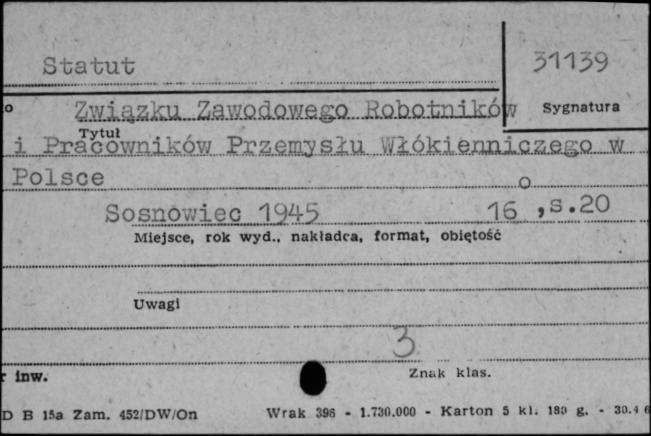 Statut
31139
Związku Zawodowego Robotników
Sygnatura
Tytuł
i Pracowników Przemysłu Włókienniczego w
Polsce
Sosnowiec 1945 16°, s.20
Miejsce, rok wyd., nakładca, format, objętość
Uwagi
3
r inw.
Znak klas.
D B 15a Zam. 452/DW/On Wrak 396 - 1.730.000 - Karton 5 kl. 180 g. - 30.4 6